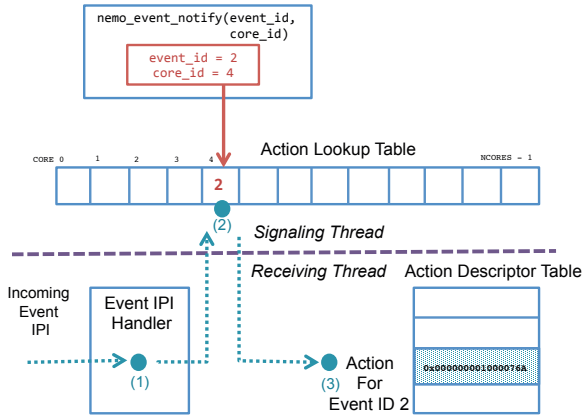 nemo_event_notify(event_id,
core_id)
event_id = 2
core_id = 4
Action Lookup Table
CORE 0 1 2 3 4 NCORES - 1
2
(2)
Signaling Thread
Receiving Thread
Action Descriptor Table
Incoming
Event
IPI
Event IPI
Handler
(1)
(3)
Action
For
Event ID 2
0x000000001000076A